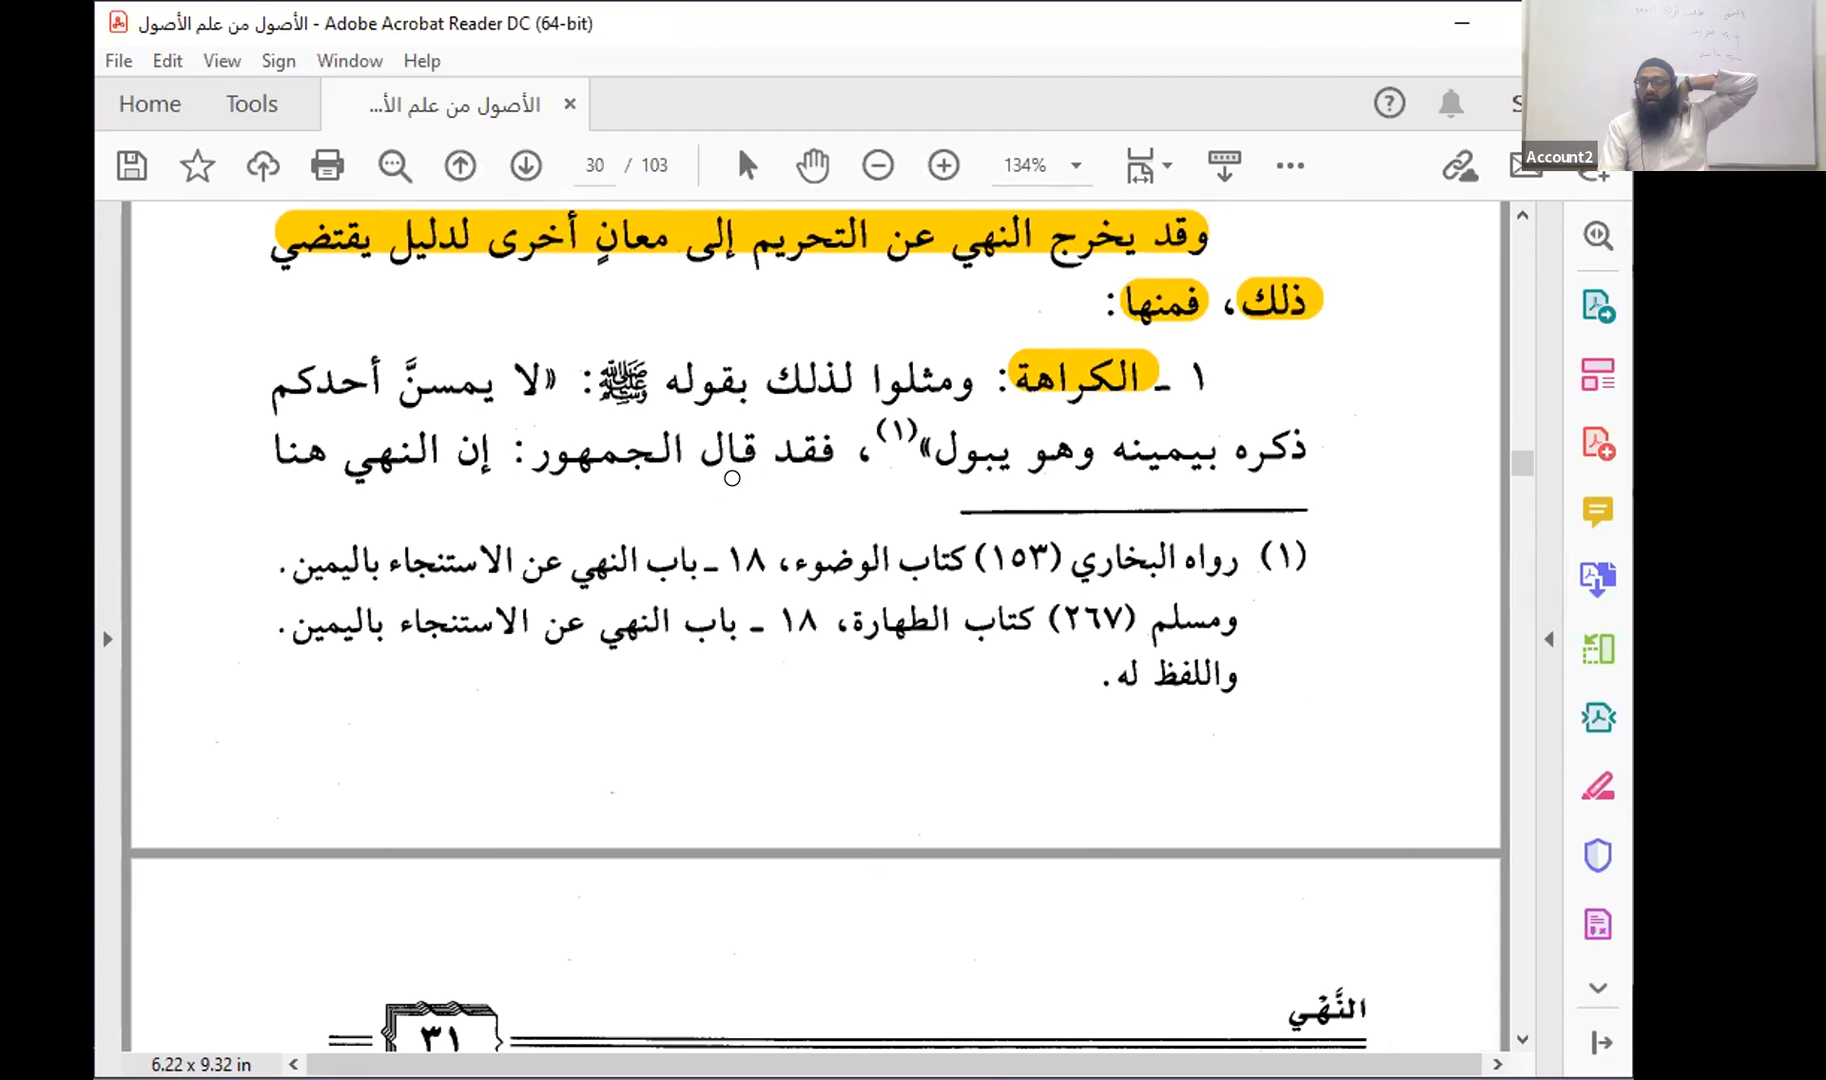 الأصول من علم الأصول - Adobe Acrobat Reader DC (64-bit)
File Edit View Sign Window Help
Home Tools الأصول من علم الأ... ×
30 / 103 134%
Account2
وقد يخرج النهي عن التحريم إلى معانٍ أخرى لدليل يقتضي
ذلك، فمنها:
١ ـ الكراهة: ومثلوا لذلك بقوله ﷺ: «لا يمسنَّ أحدكم
ذكره بيمينه وهو يبول»(١)، فقد قال الجمهور: إن النهي هنا
(١) رواه البخاري (١٥٣) كتاب الوضوء، ١٨ ـ باب النهي عن الاستنجاء باليمين.
ومسلم (٢٦٧) كتاب الطهارة، ١٨ ـ باب النهي عن الاستنجاء باليمين.
واللفظ له.
النَّهْي
٣١
6.22 x 9.32 in